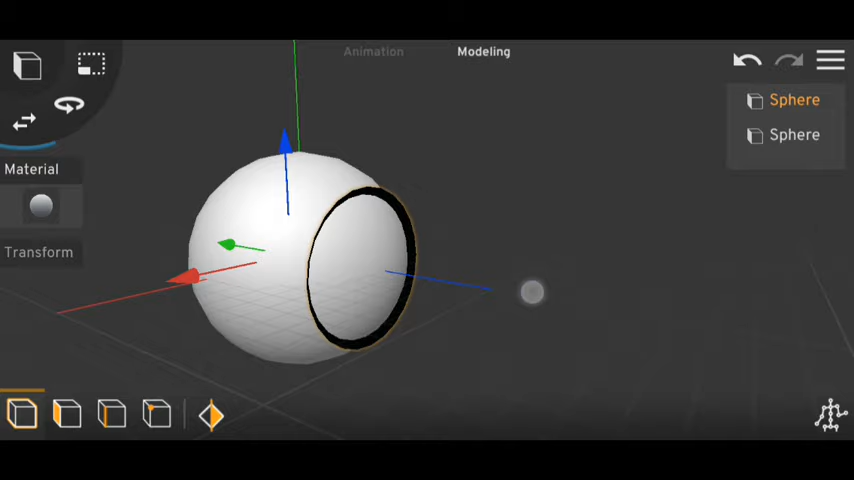 Animation
Modeling
Sphere
Sphere
Material
Transform